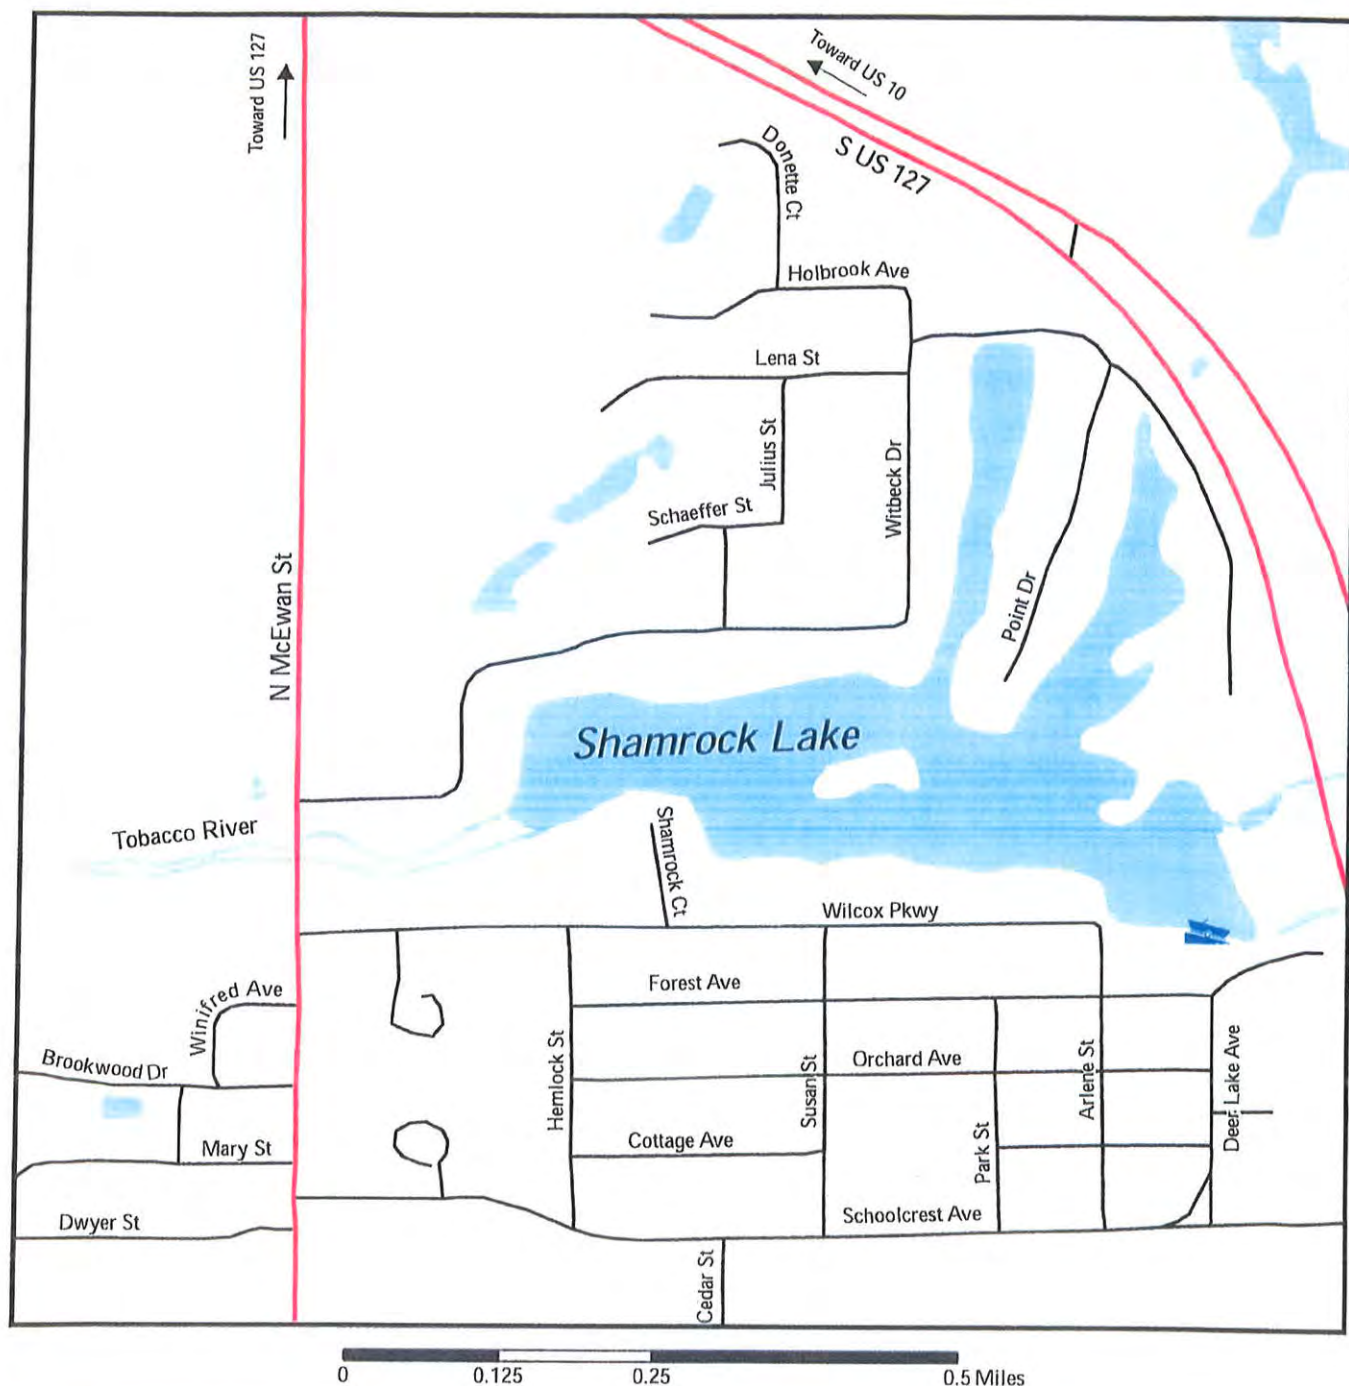 Toward US 127
Toward US 10
S US 127
Donette Ct
Holbrook Ave
Lena St
Julius St
Witbeck Dr
Schaeffer St
Point Dr
N McEwan St
Shamrock Lake
Tobacco River
Shamrock Ct
Wilcox Pkwy
Winifred Ave
Forest Ave
Brookwood Dr
Hemlock St
Susan St
Orchard Ave
Arlene St
Deer Lake Ave
Mary St
Cottage Ave
Park St
Dwyer St
Schoolcrest Ave
Cedar St
0 0.125 0.25 0.5 Miles